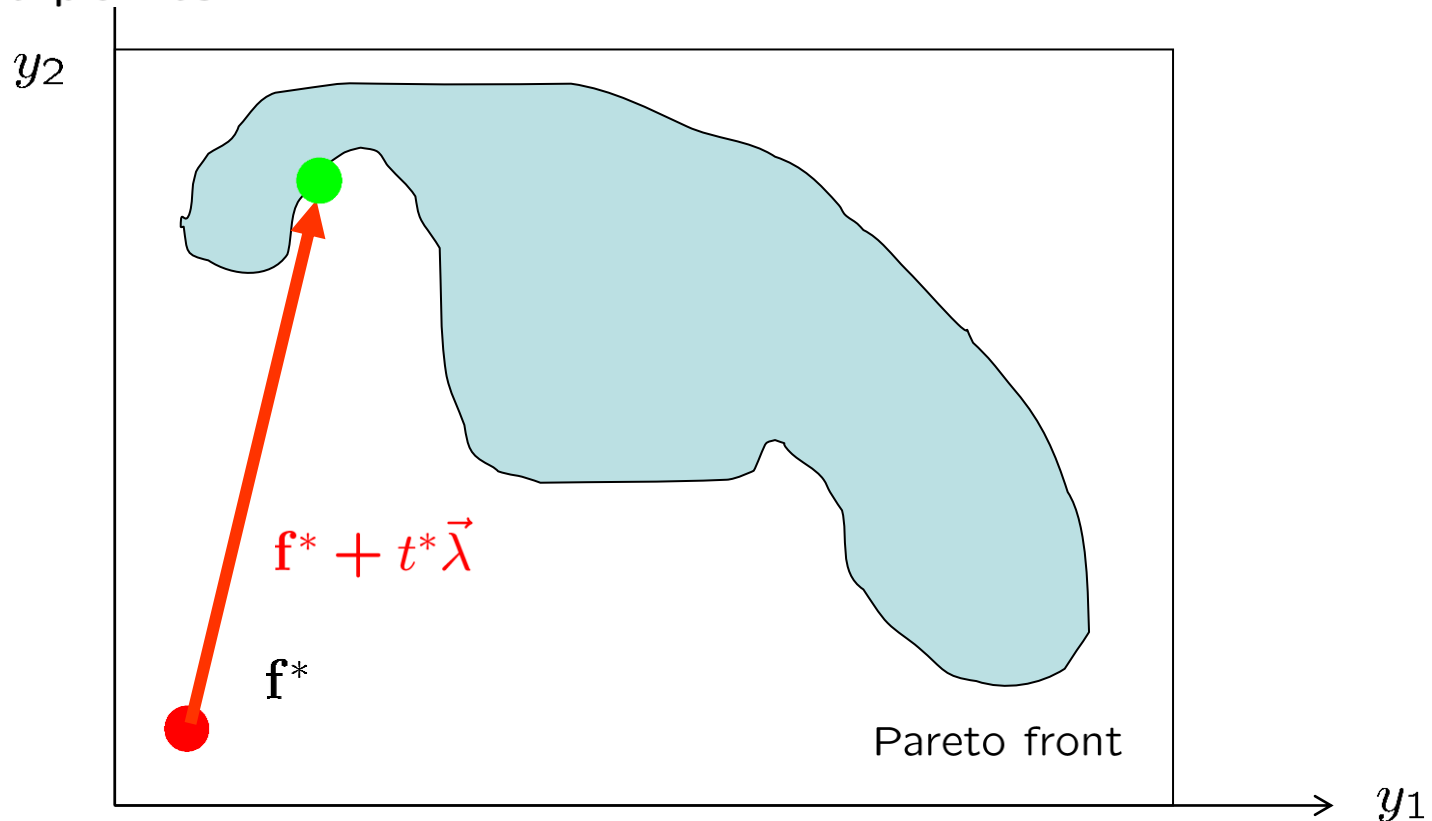 y₂
f* + t*λ⃗
f*
Pareto front
y₁